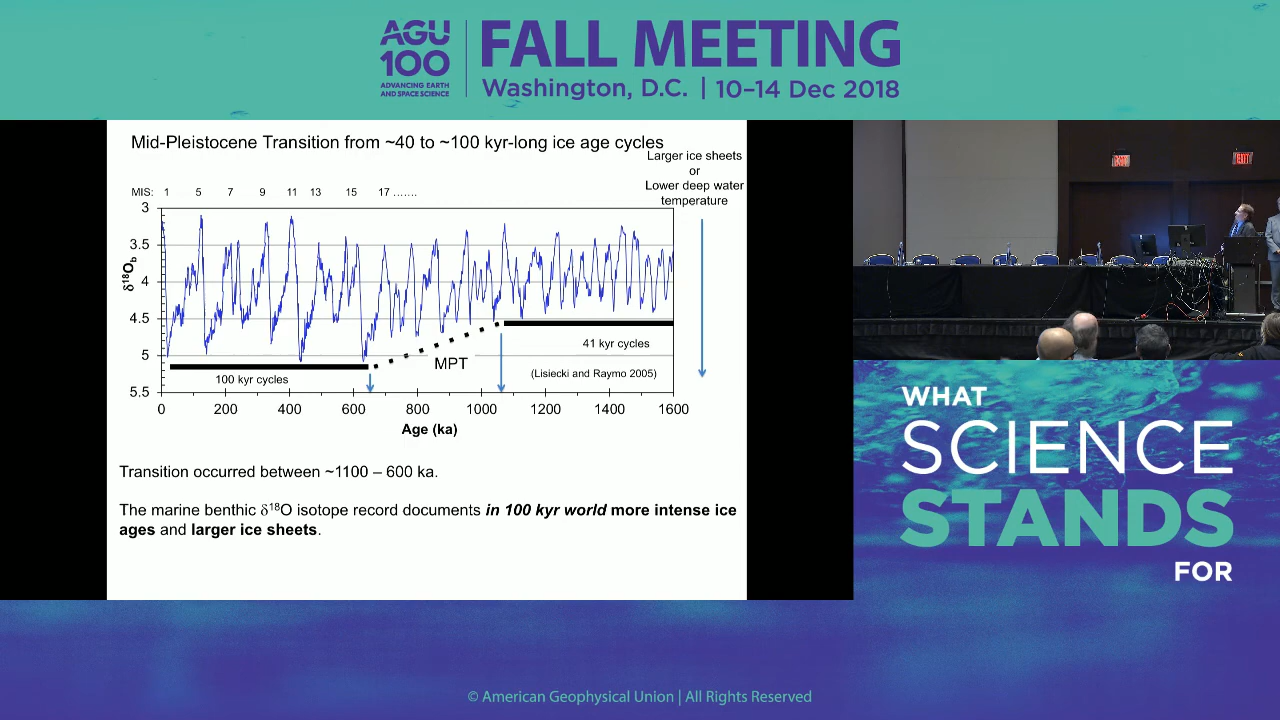 AGU
100
ADVANCING EARTH
AND SPACE SCIENCE
FALL MEETING
Washington, D.C. | 10–14 Dec 2018
Mid-Pleistocene Transition from ~40 to ~100 kyr-long ice age cycles
Larger ice sheets
or
Lower deep water
temperature
MIS: 1 5 7 9 11 13 15 17 .......
3
3.5
4
4.5
5
5.5
δ18Ob
100 kyr cycles
MPT
41 kyr cycles
(Lisiecki and Raymo 2005)
0 200 400 600 800 1000 1200 1400 1600
Age (ka)
Transition occurred between ~1100 – 600 ka.
The marine benthic δ18O isotope record documents in 100 kyr world more intense ice
ages and larger ice sheets.
EXIT
EXIT
WHAT
SCIENCE
STANDS
FOR
© American Geophysical Union | All Rights Reserved